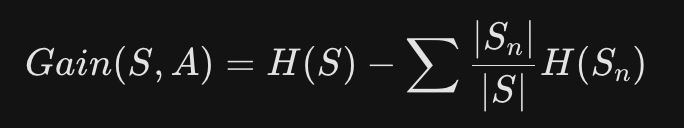 Gain(S, A) = H(S) − ∑ |Sₙ|/|S| H(Sₙ)